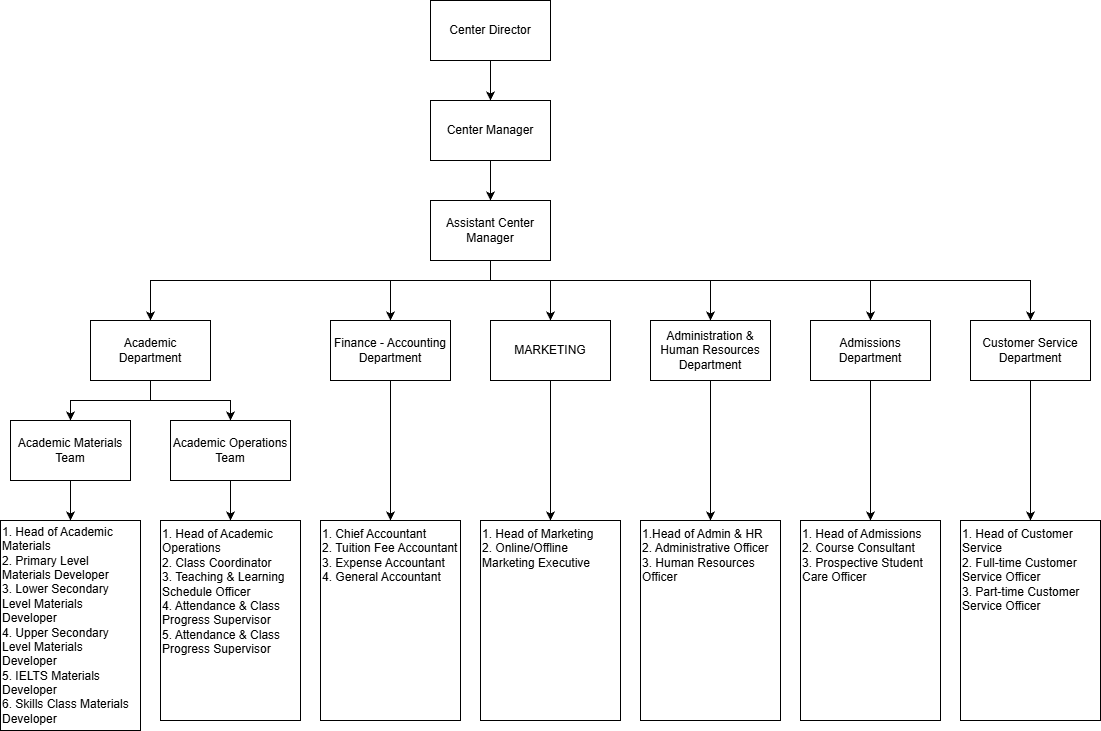 Center Director
Center Manager
Assistant Center
Manager
Academic
Department
Finance - Accounting
Department
MARKETING
Administration &
Human Resources
Department
Admissions
Department
Customer Service
Department
Academic Materials
Team
Academic Operations
Team
1. Head of Academic
Materials
2. Primary Level
Materials Developer
3. Lower Secondary
Level Materials
Developer
4. Upper Secondary
Level Materials
Developer
5. IELTS Materials
Developer
6. Skills Class Materials
Developer
1. Head of Academic
Operations
2. Class Coordinator
3. Teaching & Learning
Schedule Officer
4. Attendance & Class
Progress Supervisor
5. Attendance & Class
Progress Supervisor
1. Chief Accountant
2. Tuition Fee Accountant
3. Expense Accountant
4. General Accountant
1. Head of Marketing
2. Online/Offline
Marketing Executive
1.Head of Admin & HR
2. Administrative Officer
3. Human Resources
Officer
1. Head of Admissions
2. Course Consultant
3. Prospective Student
Care Officer
1. Head of Customer
Service
2. Full-time Customer
Service Officer
3. Part-time Customer
Service Officer